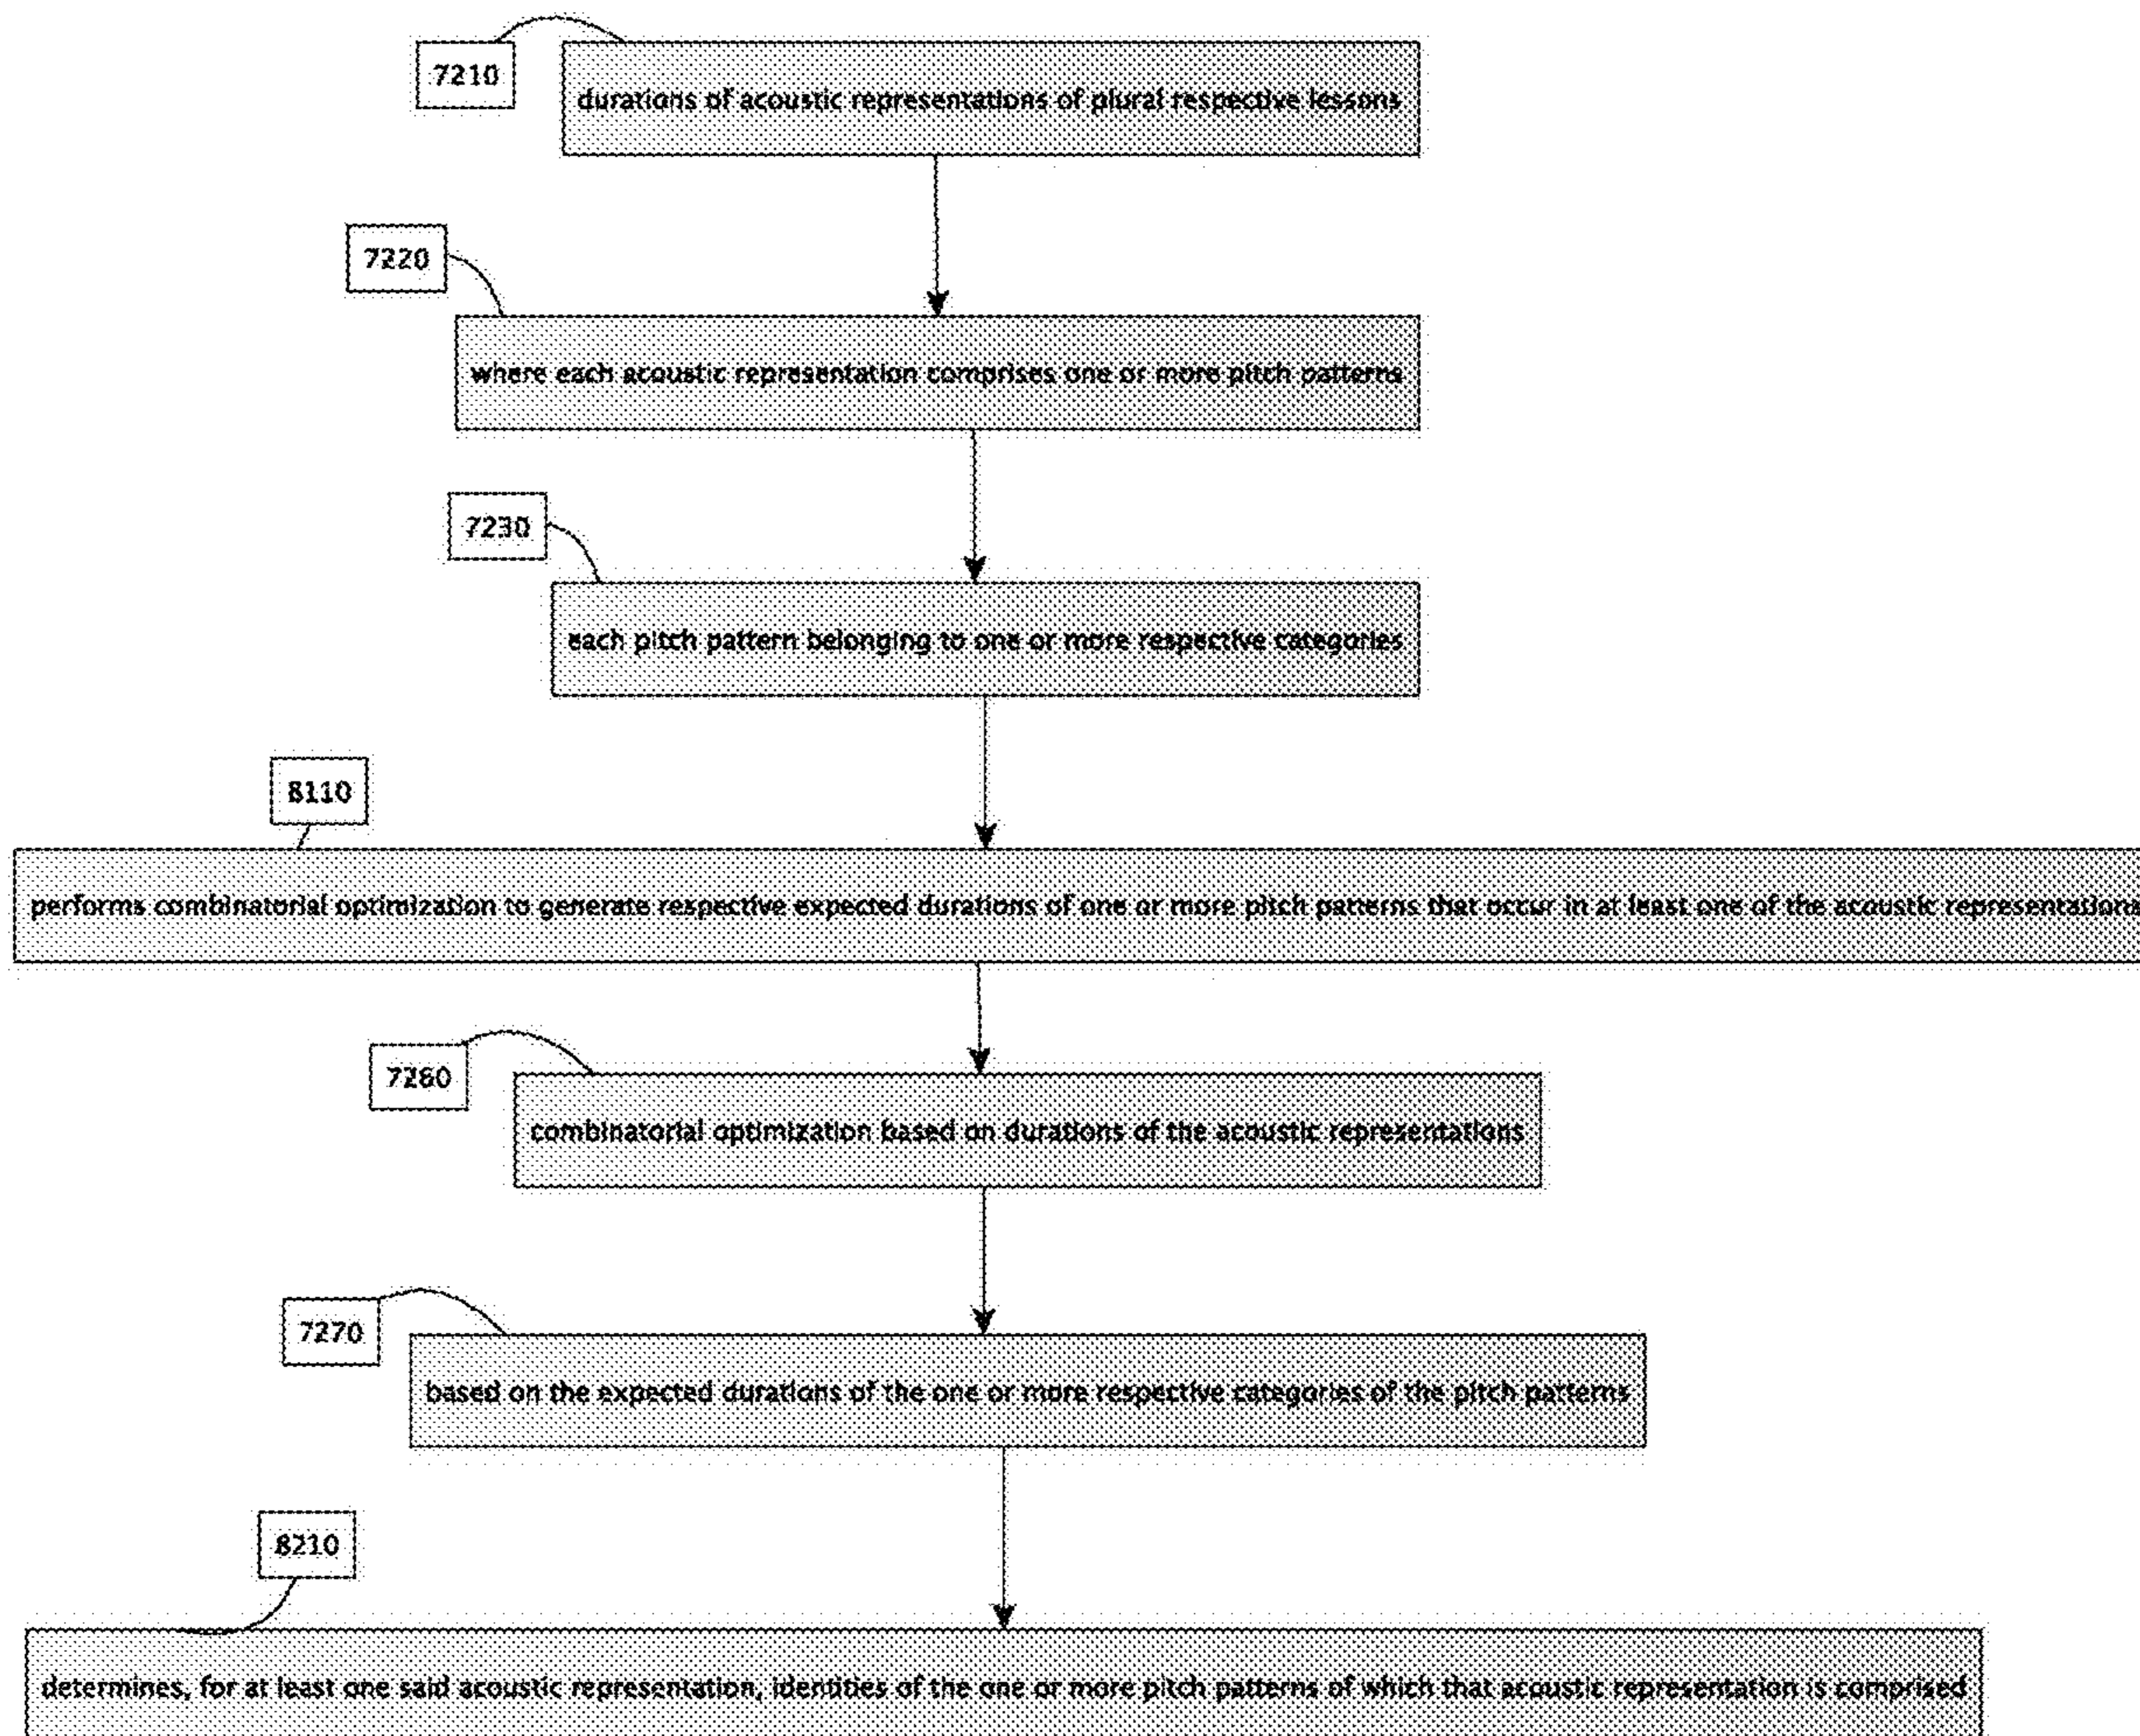 7210
durations of acoustic representations of plural respective lessons
7220
where each acoustic representation comprises one or more pitch patterns
7230
each pitch pattern belonging to one or more respective categories
8110
performs combinatorial optimization to generate respective expected durations of one or more pitch patterns that occur in at least one of the acoustic representations
7260
combinatorial optimization based on durations of the acoustic representations
7270
based on the expected durations of the one or more respective categories of the pitch patterns
8210
determines, for at least one said acoustic representation, identities of the one or more pitch patterns of which that acoustic representation is comprised